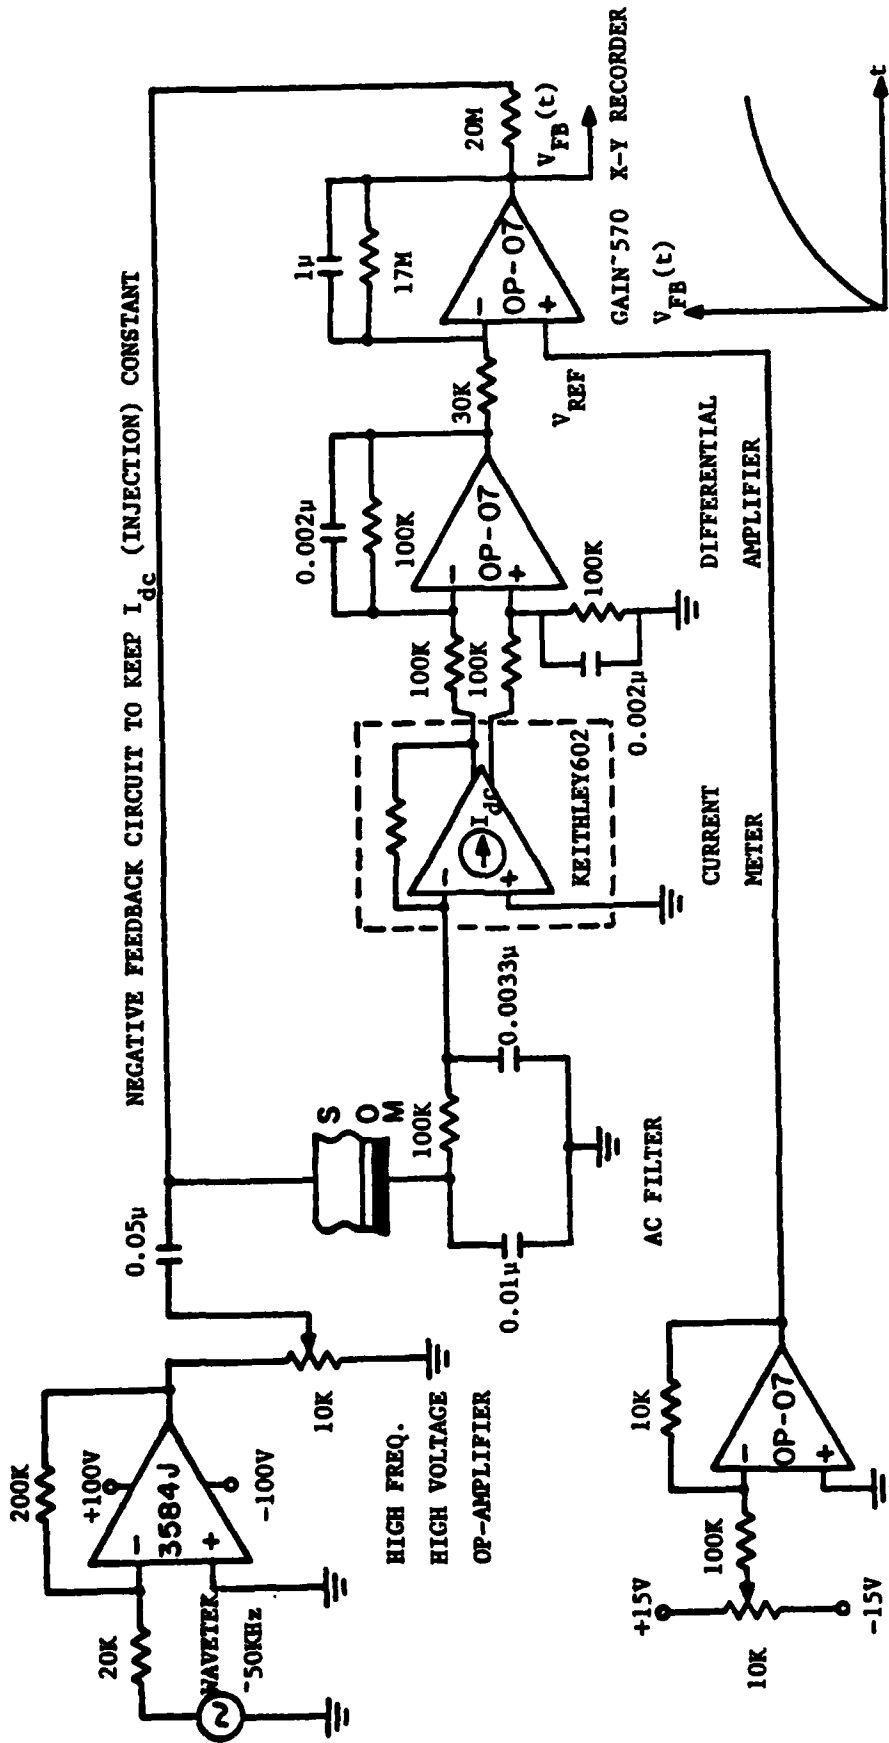 NEGATIVE FEEDBACK CIRCUIT TO KEEP I_dc (INJECTION) CONSTANT
200K
+100V
3584J
-
+
-100V
20K
WAVETEK
~50KHz
10K
HIGH FREQ.
HIGH VOLTAGE
OP-AMPLIFIER
0.05μ
S
O
M
100K
0.01μ
0.0033μ
AC FILTER
-
+
I_dc
KEITHLEY602
CURRENT
METER
100K
100K
0.002μ
100K
-
+
OP-07
100K
0.002μ
DIFFERENTIAL
AMPLIFIER
30K
V_REF
1μ
17M
-
+
OP-07
20M
V_FB(t)
GAIN~570
X-Y RECORDER
V_FB(t)
t
+15V
10K
-15V
100K
10K
-
+
OP-07